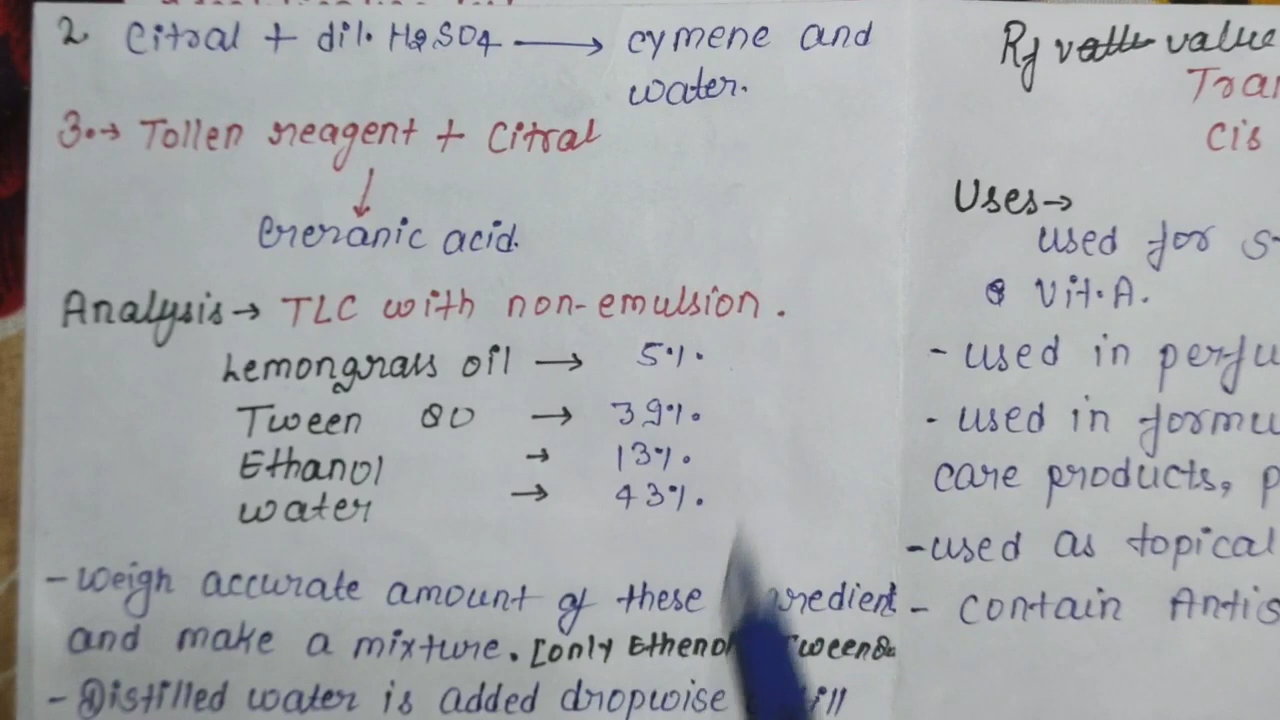 2 Citral + dil. H2SO4 → cymene and
water.
3.→ Tollen reagent + Citral
↓
Gereranic acid.
Analysis → TLC with non-emulsion.
Lemongrass oil → 5%.
Tween 80 → 39%.
Ethanol → 13%.
water → 43%.
-weigh accurate amount of these
and make a mixture. [only
-Distilled water is added dropwise
Rf value
Uses→
used for
Vit.A.
-used in
-used in
care products,
-used as topical
- contain
Cis